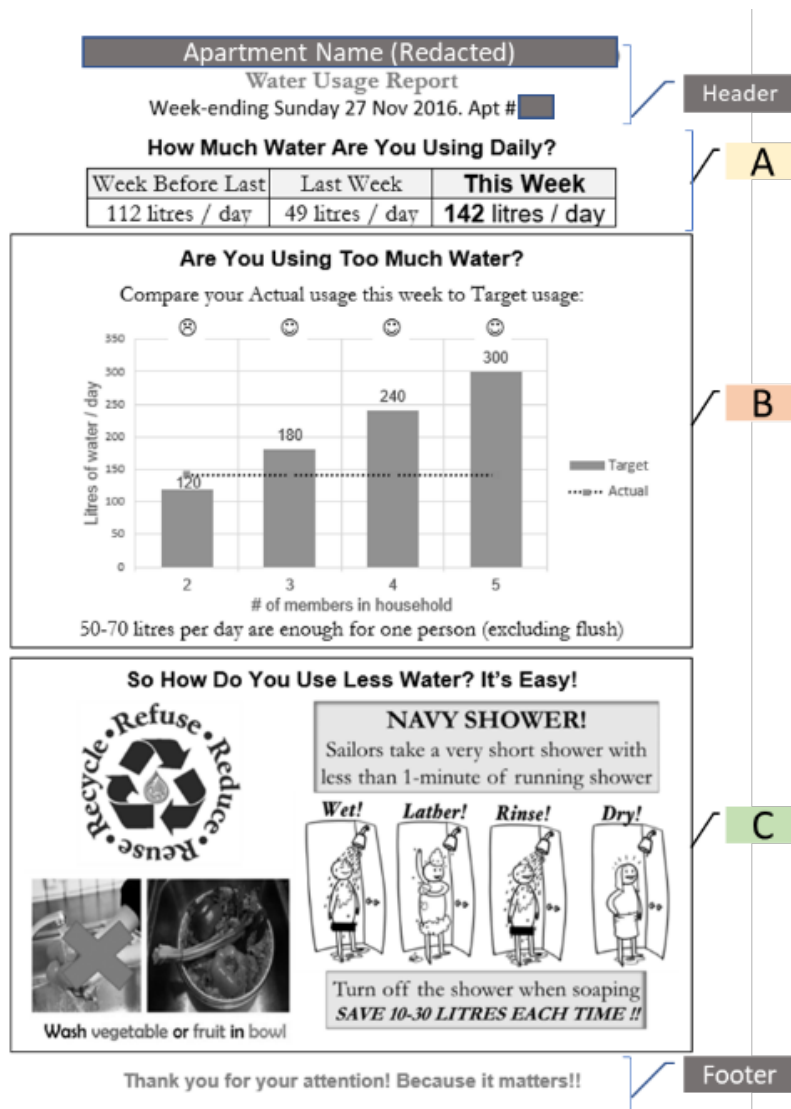 Apartment Name (Redacted)
Water Usage Report
Week-ending Sunday 27 Nov 2016. Apt #
Header
How Much Water Are You Using Daily?
A
Week Before Last Last Week This Week
112 litres / day 49 litres / day 142 litres / day
Are You Using Too Much Water?
Compare your Actual usage this week to Target usage:
B
Litres of water / day
350
300
250
200
150
100
50
0
120
180
240
300
Target
Actual
2 3 4 5
# of members in household
50-70 litres per day are enough for one person (excluding flush)
So How Do You Use Less Water? It's Easy!
Recycle • Refuse • Reduce • Reuse •
NAVY SHOWER!
Sailors take a very short shower with
less than 1-minute of running shower
Wet! Lather! Rinse! Dry!
C
Wash vegetable or fruit in bowl
Turn off the shower when soaping
SAVE 10-30 LITRES EACH TIME !!
Thank you for your attention! Because it matters!!
Footer